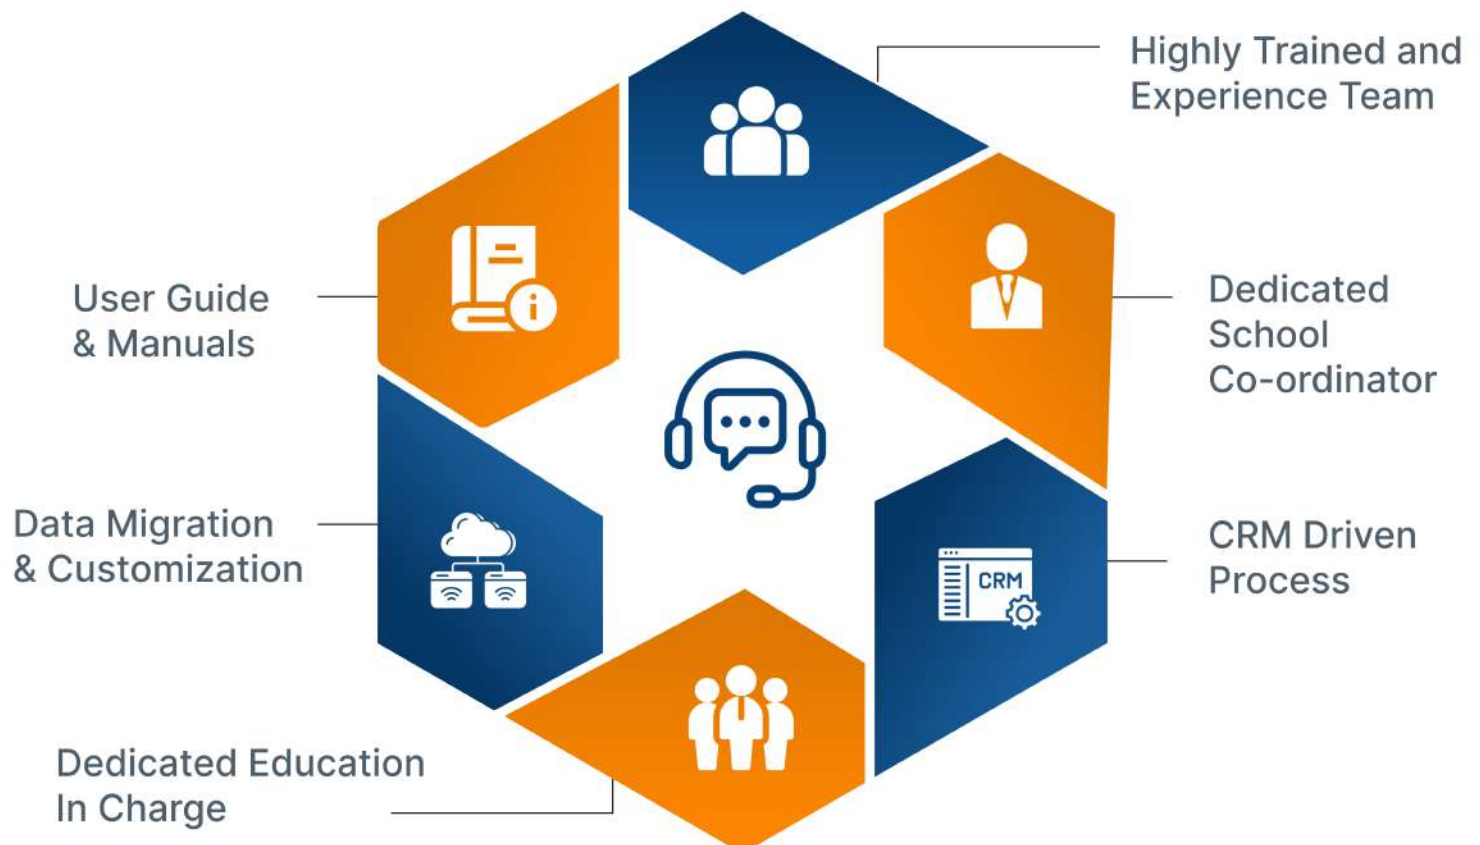 Highly Trained and
Experience Team
Dedicated
School
Co-ordinator
CRM Driven
Process
CRM
Dedicated Education
In Charge
Data Migration
& Customization
User Guide
& Manuals
i